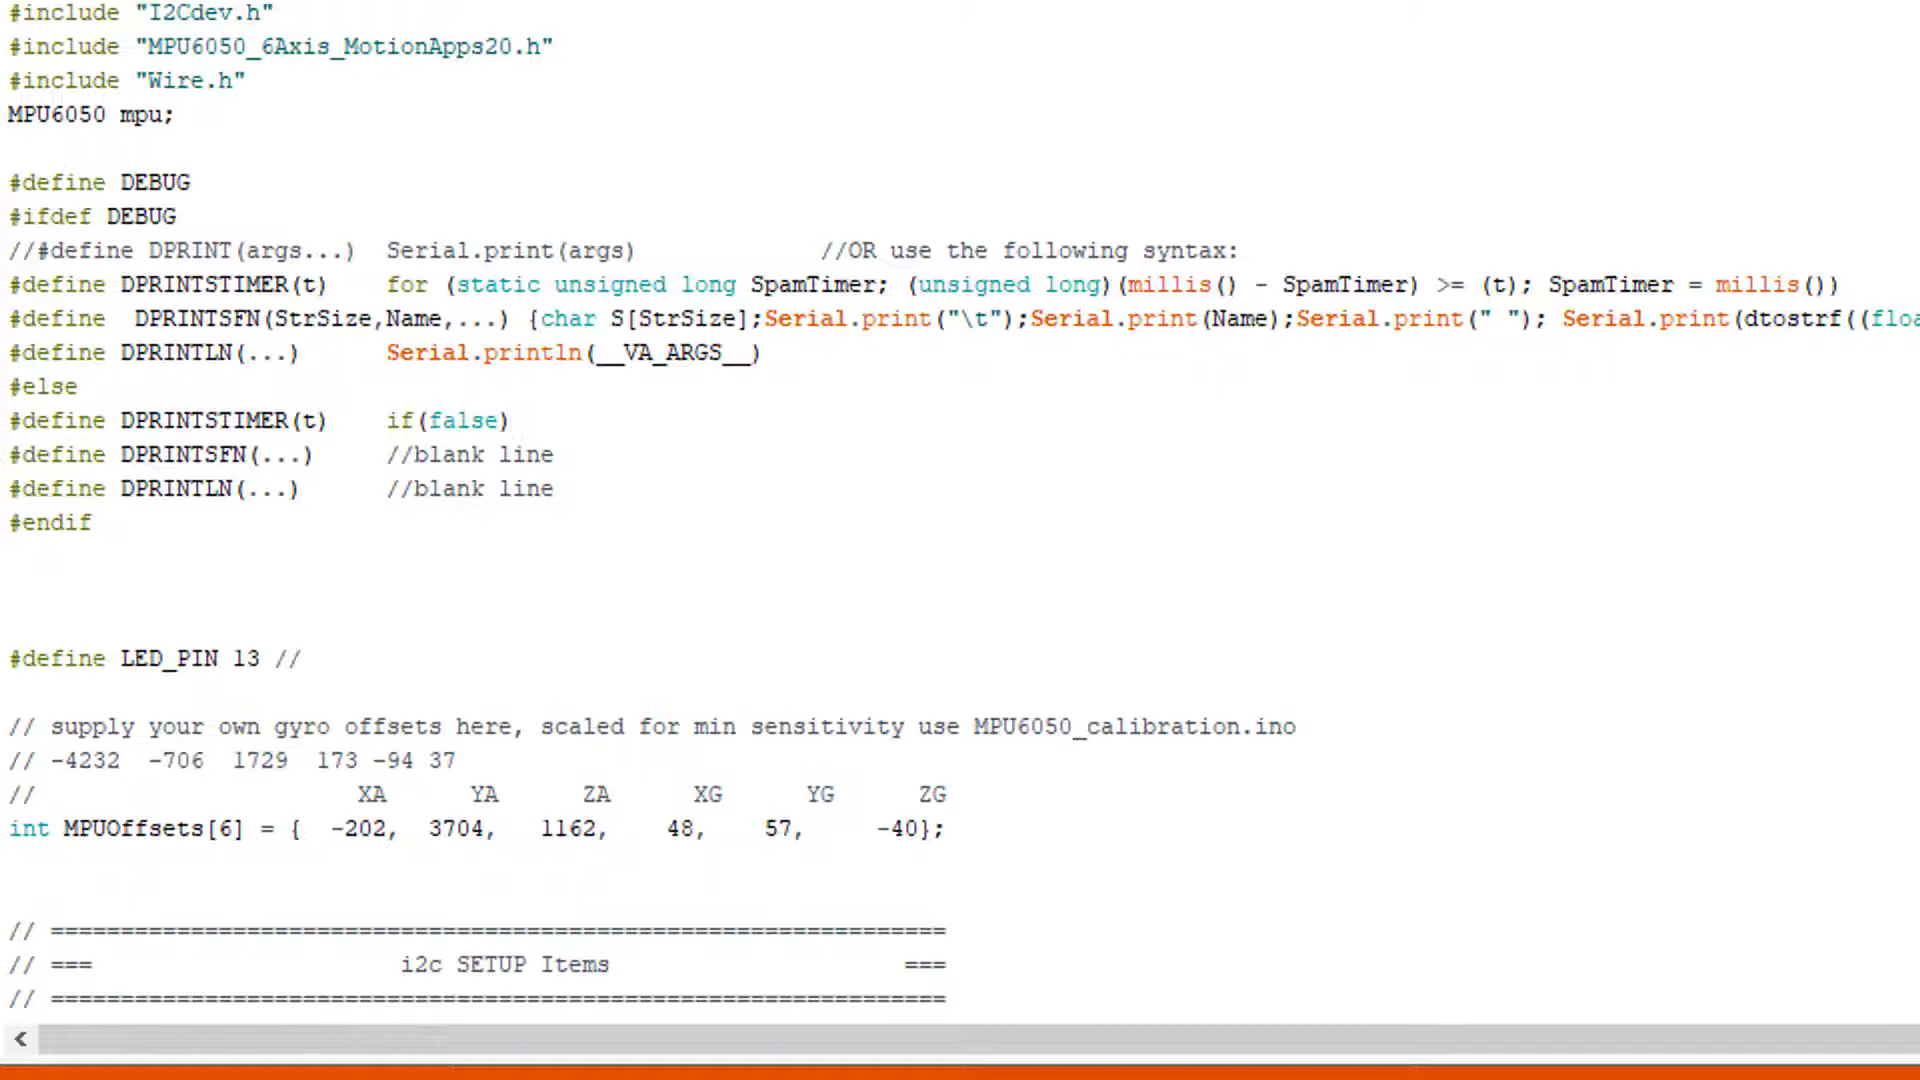 #include "I2Cdev.h"
#include "MPU6050_6Axis_MotionApps20.h"
#include "Wire.h"
MPU6050 mpu;
#define DEBUG
#ifdef DEBUG
//#define DPRINT(args...)  Serial.print(args)             //OR use the following syntax:
#define DPRINTSTIMER(t)    for (static unsigned long SpamTimer; (unsigned long)(millis() - SpamTimer) >= (t); SpamTimer = millis())
#define  DPRINTSFN(StrSize,Name,...) {char S[StrSize];Serial.print("\t");Serial.print(Name);Serial.print(" "); Serial.print(dtostrf((floa
#define DPRINTLN(...)      Serial.println(__VA_ARGS__)
#else
#define DPRINTSTIMER(t)    if(false)
#define DPRINTSFN(...)     //blank line
#define DPRINTLN(...)      //blank line
#endif
#define LED_PIN 13 //
// supply your own gyro offsets here, scaled for min sensitivity use MPU6050_calibration.ino
// -4232  -706  1729  173 -94 37
//                       XA      YA      ZA      XG      YG      ZG
int MPUOffsets[6] = {  -202,  3704,   1162,    48,    57,     -40};
// ================================================================
// ===                      i2c SETUP Items                     ===
// ================================================================